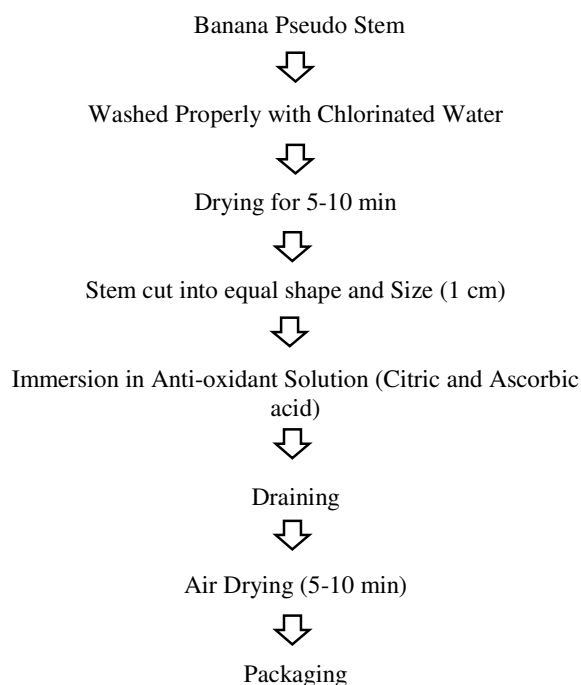 Banana Pseudo Stem
Washed Properly with Chlorinated Water
Drying for 5-10 min
Stem cut into equal shape and Size (1 cm)
Immersion in Anti-oxidant Solution (Citric and Ascorbic
acid)
Draining
Air Drying (5-10 min)
Packaging